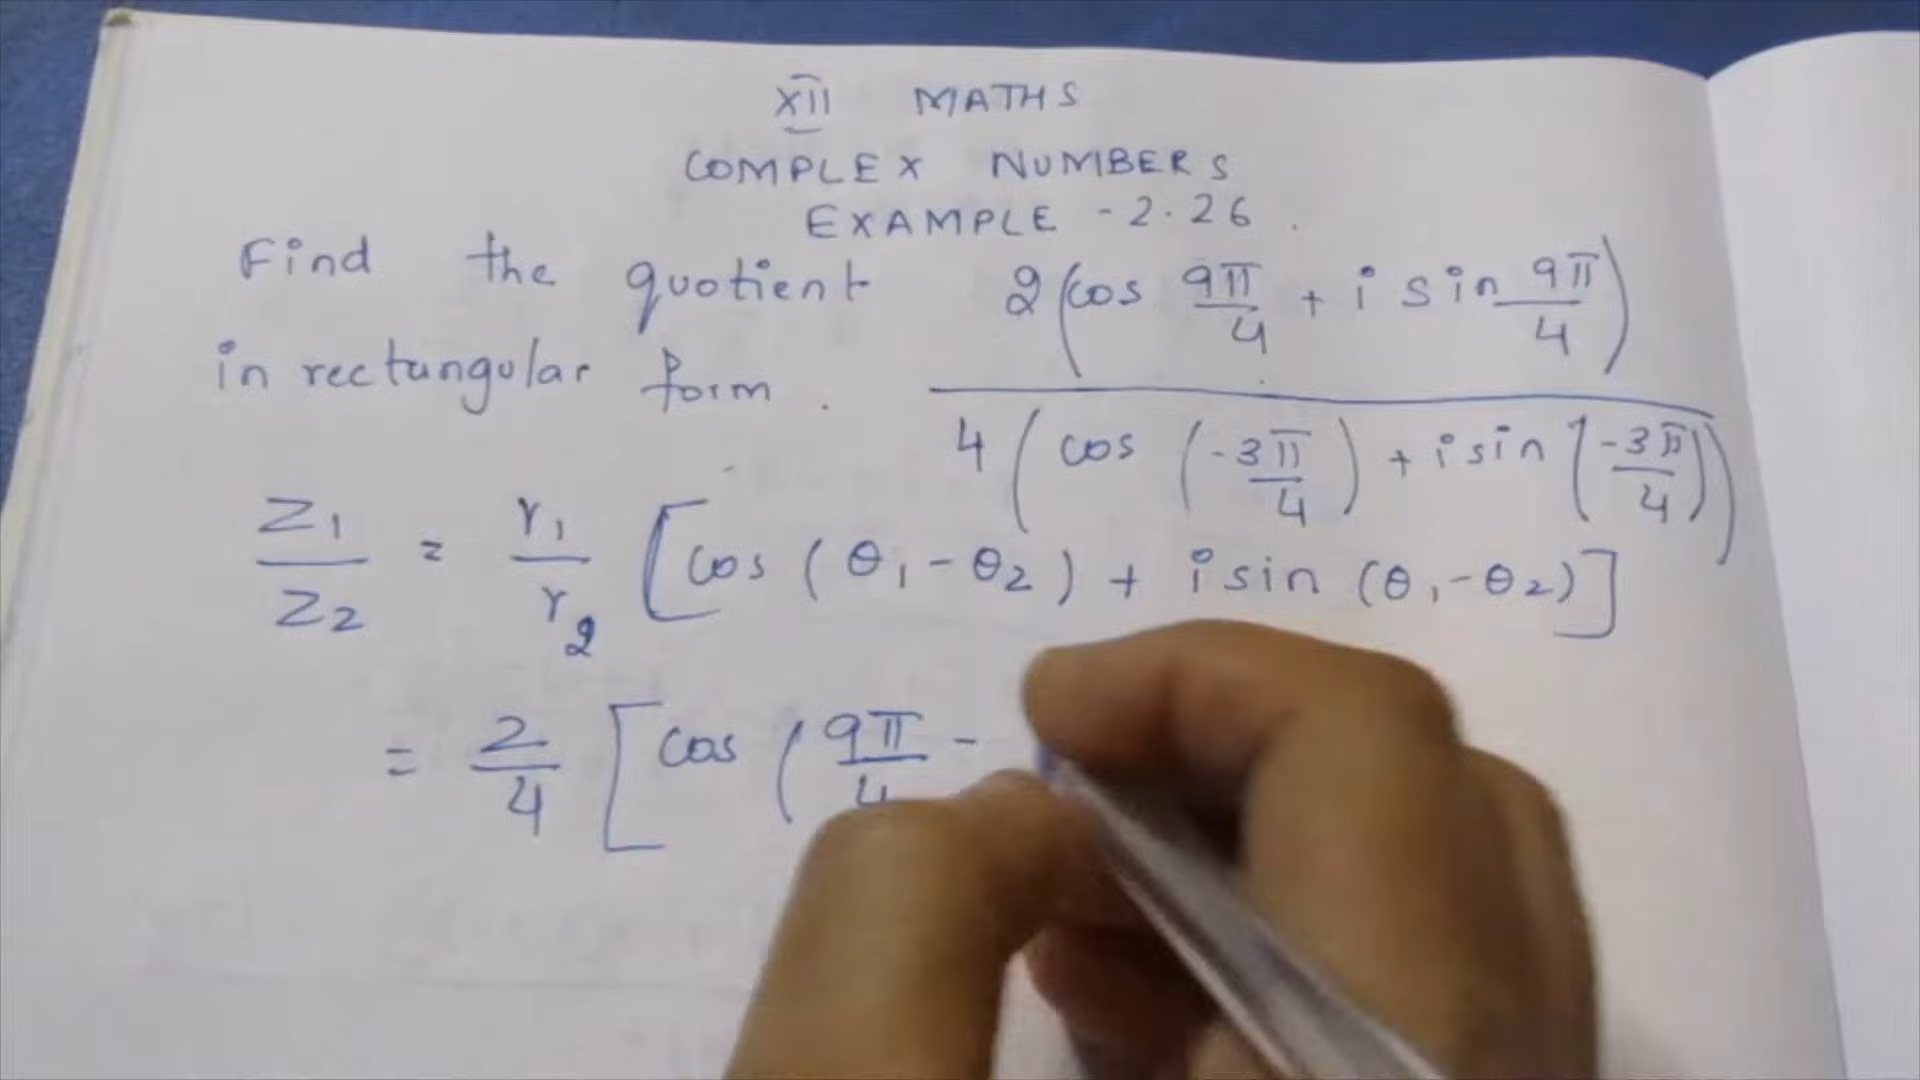 XII MATHS
COMPLEX NUMBERS
EXAMPLE - 2.26.
Find the quotient 2(cos 9π/4 + i sin 9π/4)
in rectangular form. 4(cos (-3π/4) + i sin (-3π/4))
Z1/Z2 = r1/r2 [cos (θ1-θ2) + i sin (θ1-θ2)]
= 2/4 [cos (9π/4 -